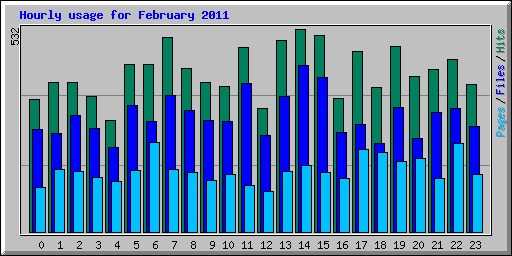 Hourly usage for February 2011
532
Pages/Files/Hits
0 1 2 3 4 5 6 7 8 9 10 11 12 13 14 15 16 17 18 19 20 21 22 23